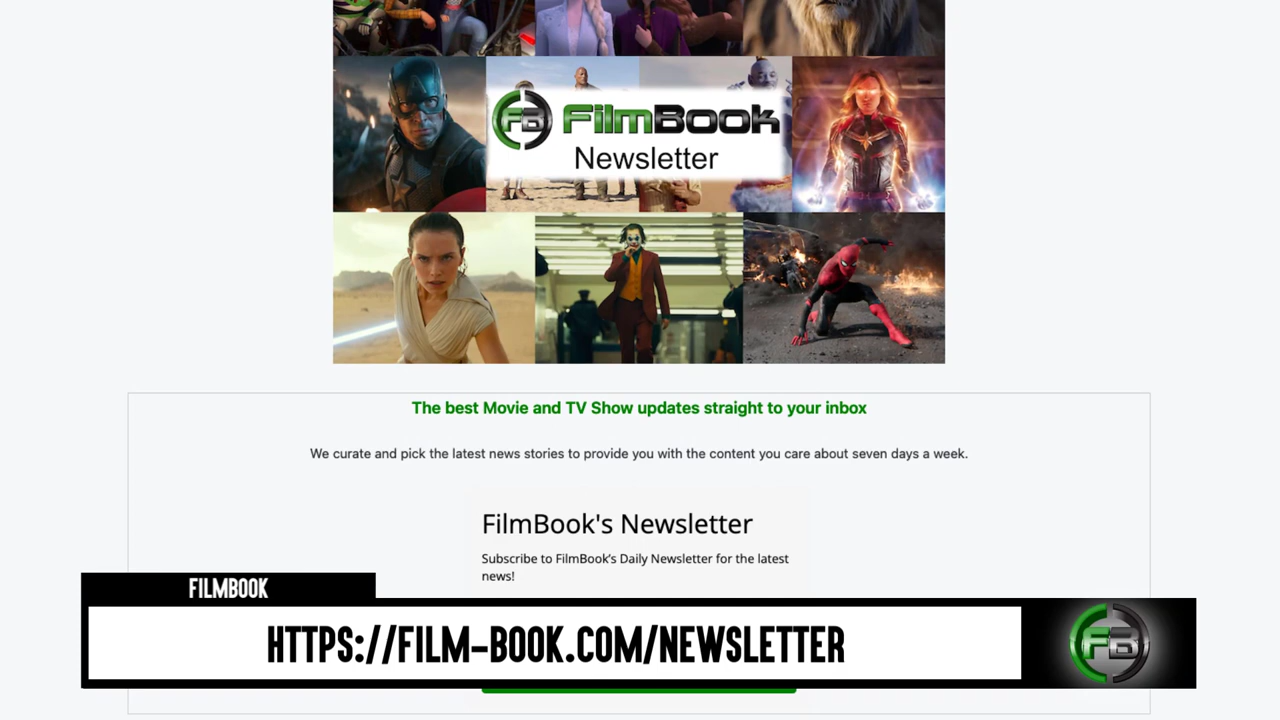 FB FilmBook
Newsletter
The best Movie and TV Show updates straight to your inbox
We curate and pick the latest news stories to provide you with the content you care about seven days a week.
FilmBook's Newsletter
Subscribe to FilmBook's Daily Newsletter for the latest
news!
FILMBOOK
HTTPS://FILM-BOOK.COM/NEWSLETTER
FB